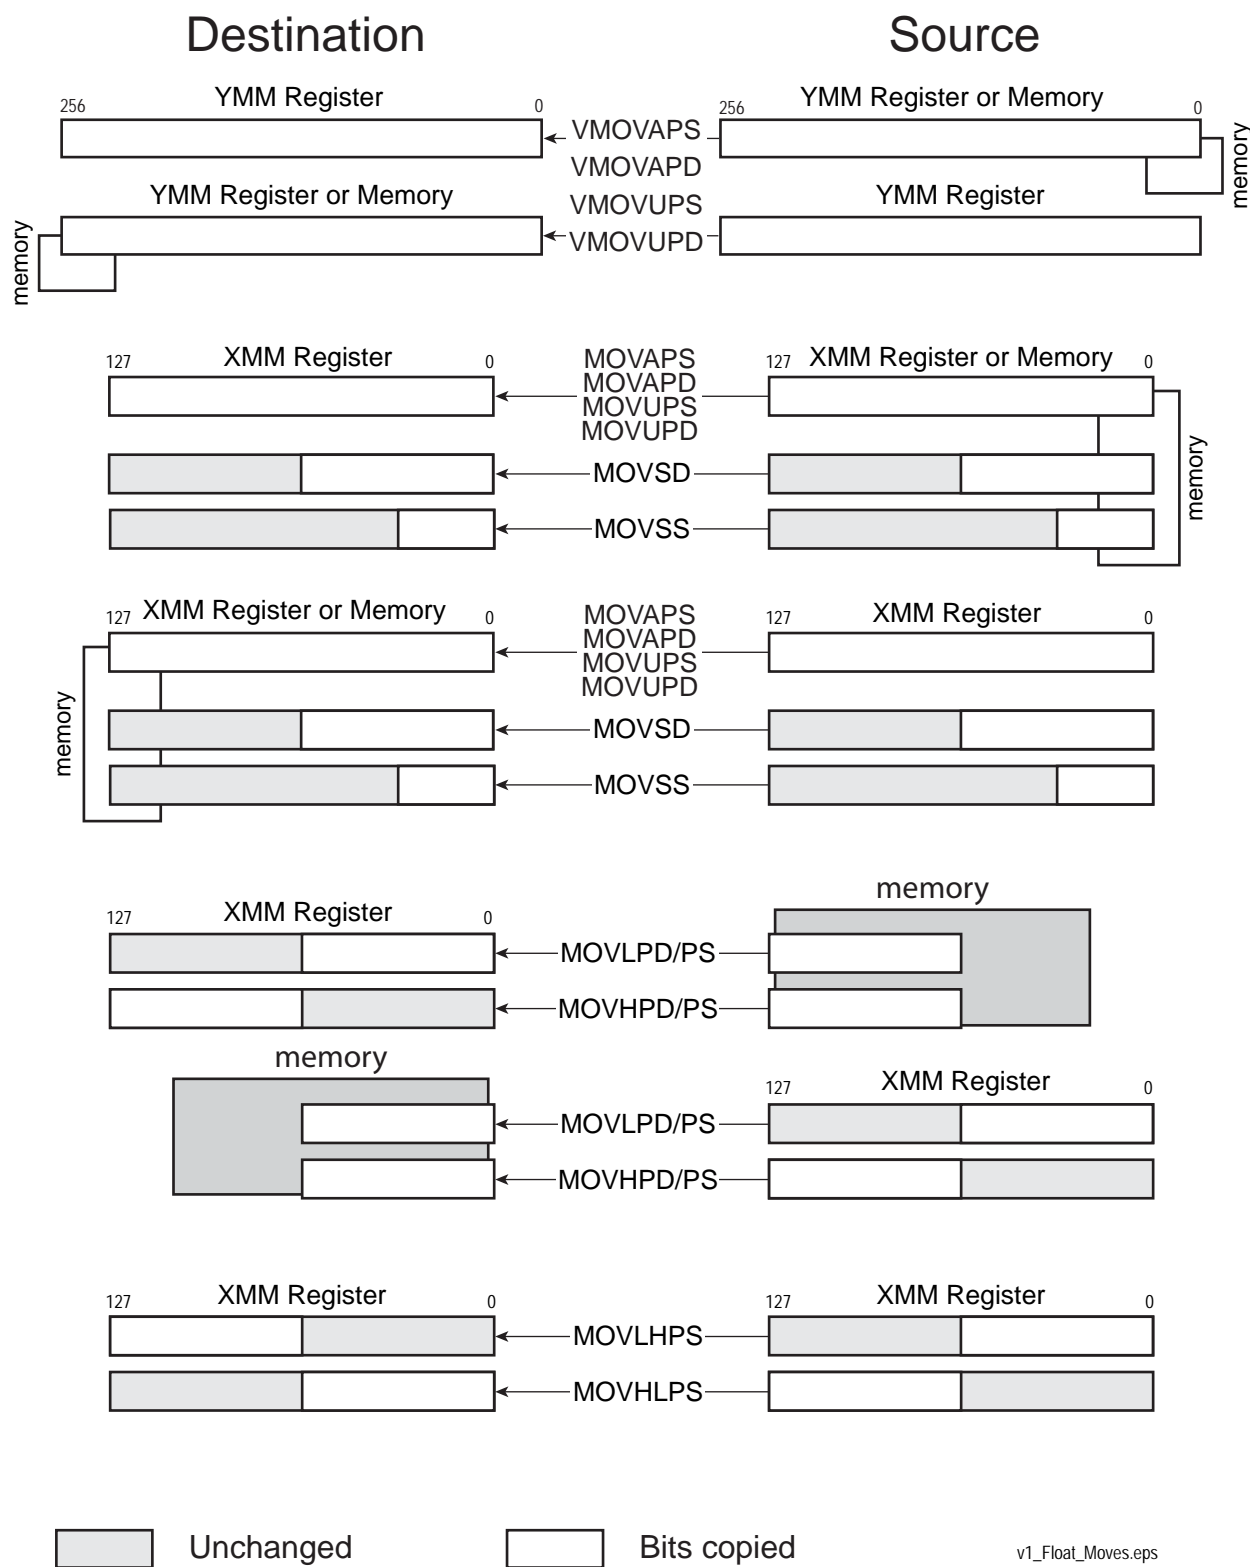 Destination Source
YMM Register YMM Register or Memory
256 0 256 0
VMOVAPS
memory
VMOVAPD
YMM Register or Memory VMOVUPS YMM Register
memory
VMOVUPD
127 XMM Register 0 MOVAPS 127 XMM Register or Memory 0
MOVAPD
MOVUPS
MOVUPD
memory
MOVSD
MOVSS
127 XMM Register or Memory 0 MOVAPS 127 XMM Register 0
MOVAPD
MOVUPS
MOVUPD
memory
MOVSD
MOVSS
memory
127 XMM Register 0
MOVLPD/PS
MOVHPD/PS
memory
127 XMM Register 0
MOVLPD/PS
MOVHPD/PS
127 XMM Register 0 127 XMM Register 0
MOVLHPS
MOVHLPS
Unchanged Bits copied v1_Float_Moves.eps